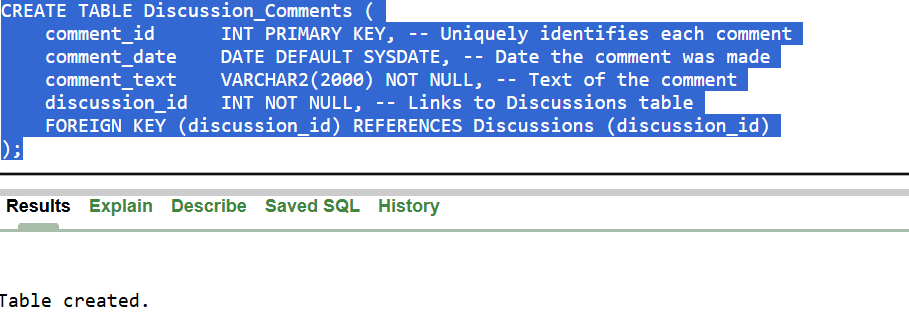 CREATE TABLE Discussion_Comments (
comment_id INT PRIMARY KEY, -- Uniquely identifies each comment
comment_date DATE DEFAULT SYSDATE, -- Date the comment was made
comment_text VARCHAR2(2000) NOT NULL, -- Text of the comment
discussion_id INT NOT NULL, -- Links to Discussions table
FOREIGN KEY (discussion_id) REFERENCES Discussions (discussion_id)
);
Results Explain Describe Saved SQL History
Table created.